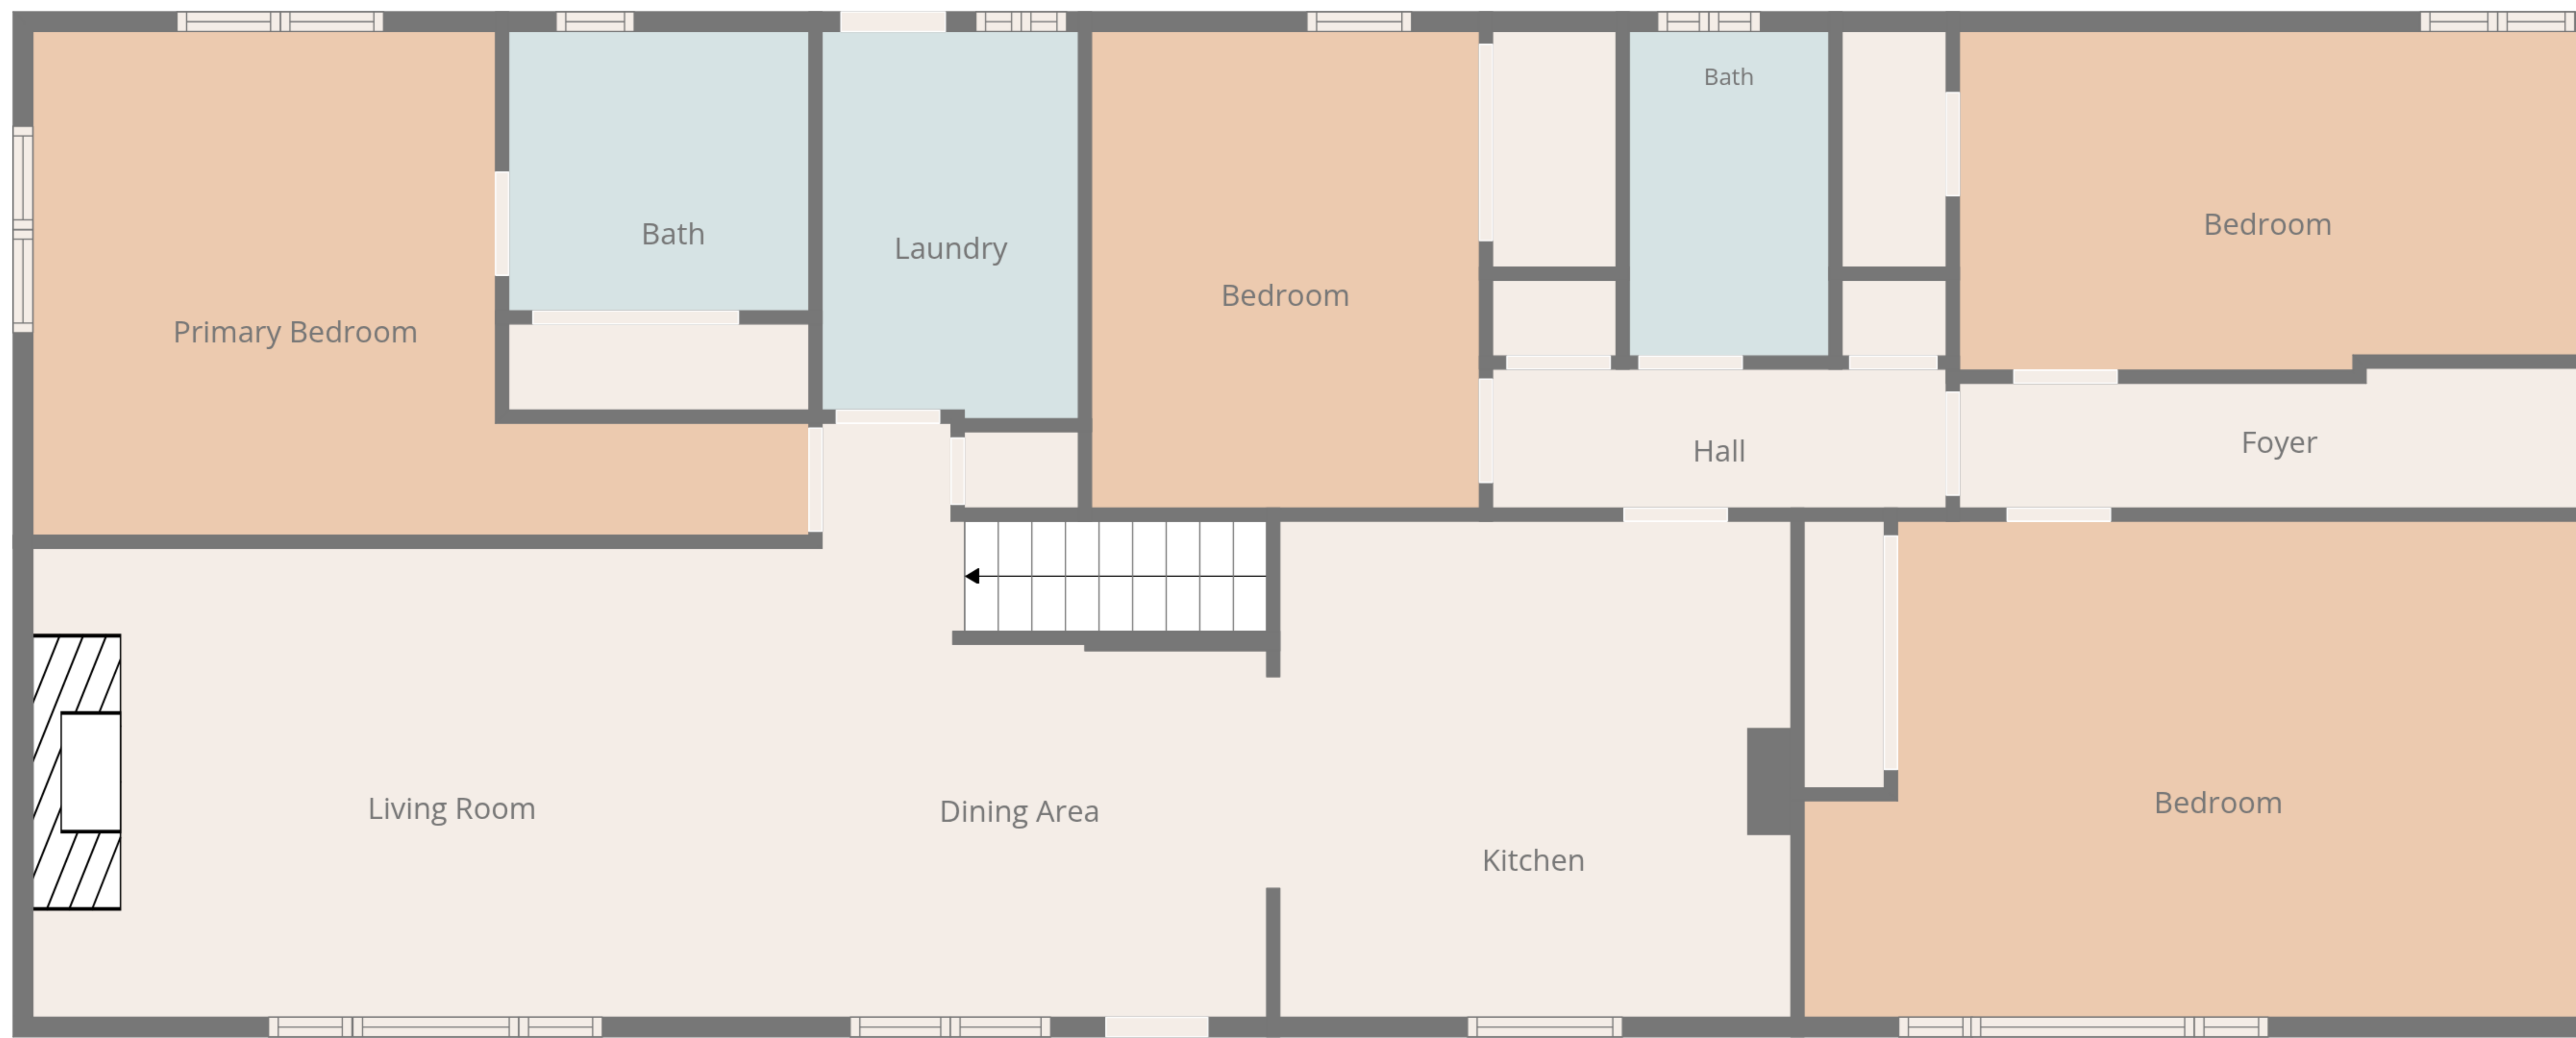 Bath
Bedroom
Bath
Laundry
Bedroom
Primary Bedroom
Hall
Foyer
Living Room
Dining Area
Bedroom
Kitchen